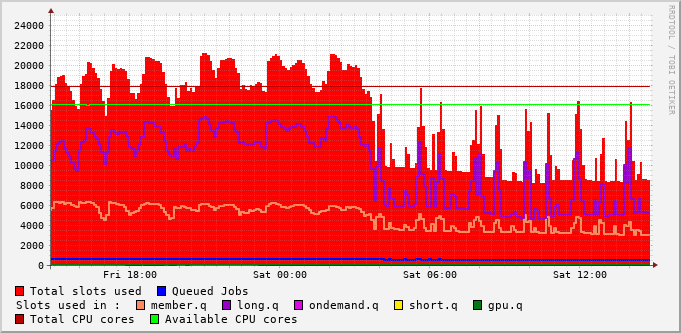 RRDTOOL / TOBI OETIKER
24000
22000
20000
18000
16000
14000
12000
10000
8000
6000
4000
2000
0
Fri 18:00 Sat 00:00 Sat 06:00 Sat 12:00
Total slots used Queued Jobs
Slots used in : member.q long.q ondemand.q short.q gpu.q
Total CPU cores Available CPU cores